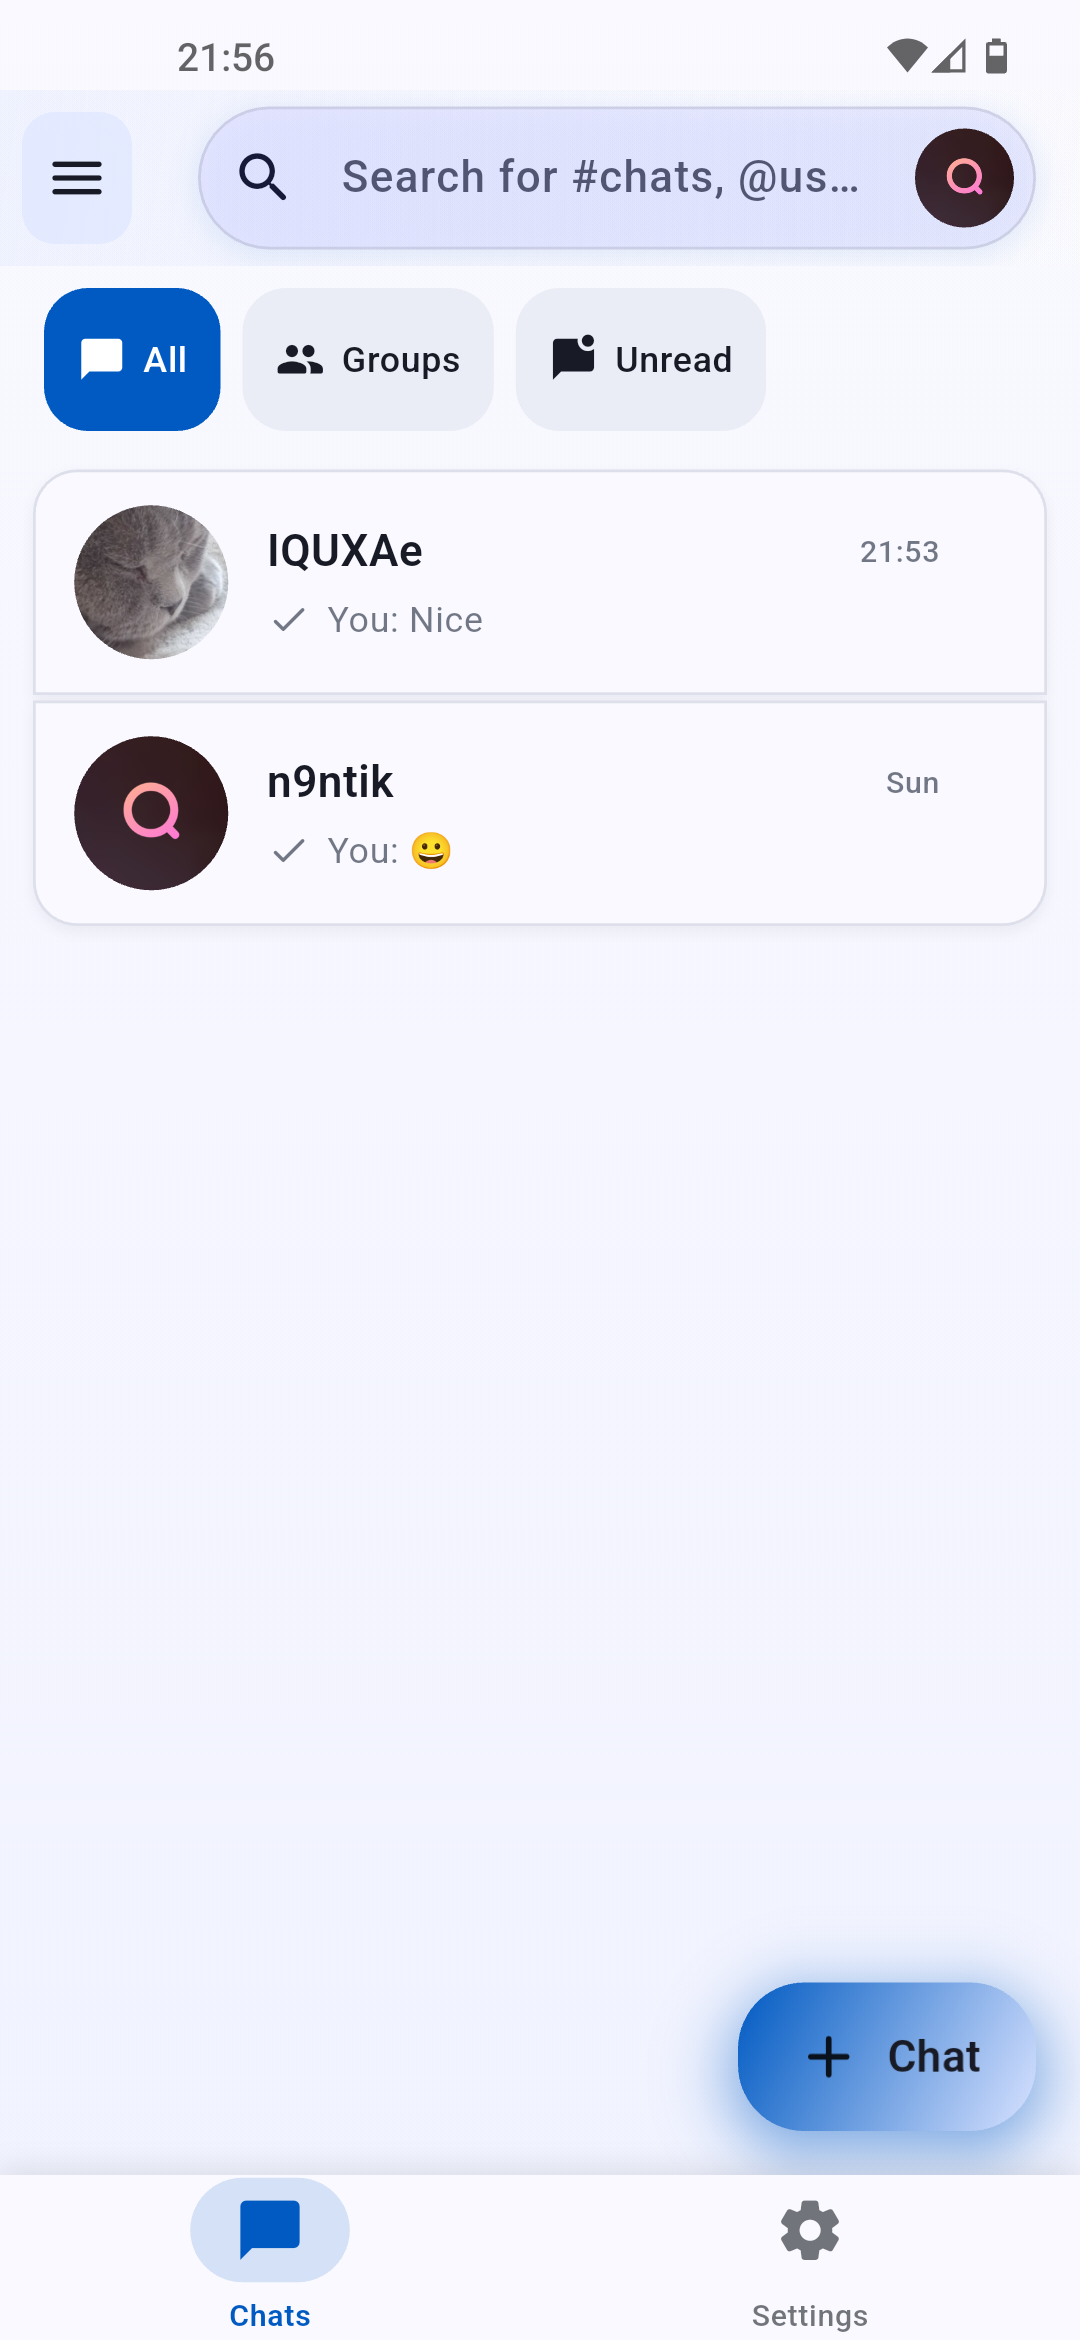 21:56
Search for #chats, @us...
All
Groups
Unread
IQUXAe
21:53
You: Nice
n9ntik
Sun
You: 😀
Chat
Chats
Settings